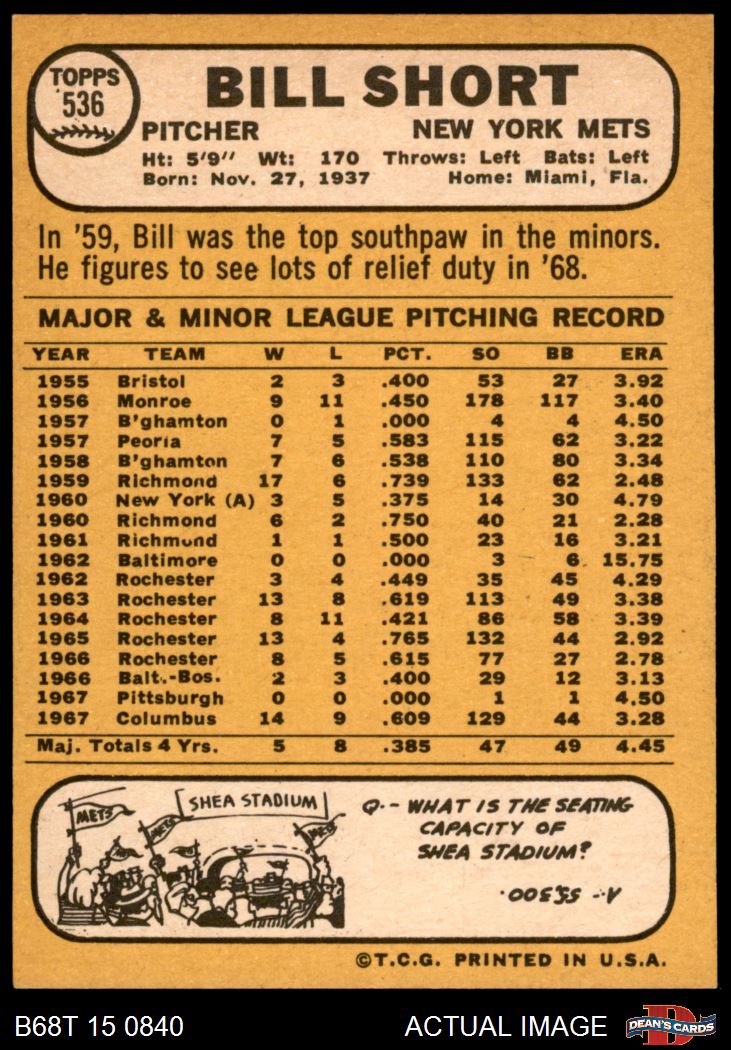 TOPPS
536
BILL SHORT
PITCHER NEW YORK METS
Ht: 5'9" Wt: 170 Throws: Left Bats: Left
Born: Nov. 27, 1937 Home: Miami, Fla.
In '59, Bill was the top southpaw in the minors.
He figures to see lots of relief duty in '68.
MAJOR & MINOR LEAGUE PITCHING RECORD
YEAR TEAM W L PCT. SO BB ERA
1955 Bristol 2 3 .400 53 27 3.92
1956 Monroe 9 11 .450 178 117 3.40
1957 B'ghamton 0 1 .000 4 4 4.50
1957 Peoria 7 5 .583 115 62 3.22
1958 B'ghamton 7 6 .538 110 80 3.34
1959 Richmond 17 6 .739 133 62 2.48
1960 New York (A) 3 5 .375 14 30 4.79
1960 Richmond 6 2 .750 40 21 2.28
1961 Richmond 1 1 .500 23 16 3.21
1962 Baltimore 0 0 .000 3 6 15.75
1962 Rochester 3 4 .449 35 45 4.29
1963 Rochester 13 8 .619 113 49 3.38
1964 Rochester 8 11 .421 86 58 3.39
1965 Rochester 13 4 .765 132 44 2.92
1966 Rochester 8 5 .615 77 27 2.78
1966 Balt.-Bos. 2 3 .400 29 12 3.13
1967 Pittsburgh 0 0 .000 1 1 4.50
1967 Columbus 14 9 .609 129 44 3.28
Maj. Totals 4 Yrs. 5 8 .385 47 49 4.45
SHEA STADIUM
METS
METS
METS
Q.- WHAT IS THE SEATING
CAPACITY OF
SHEA STADIUM?
A.- 55,300.
©T.C.G. PRINTED IN U.S.A.
B68T 15 0840 ACTUAL IMAGE
D
DEAN'S CARDS